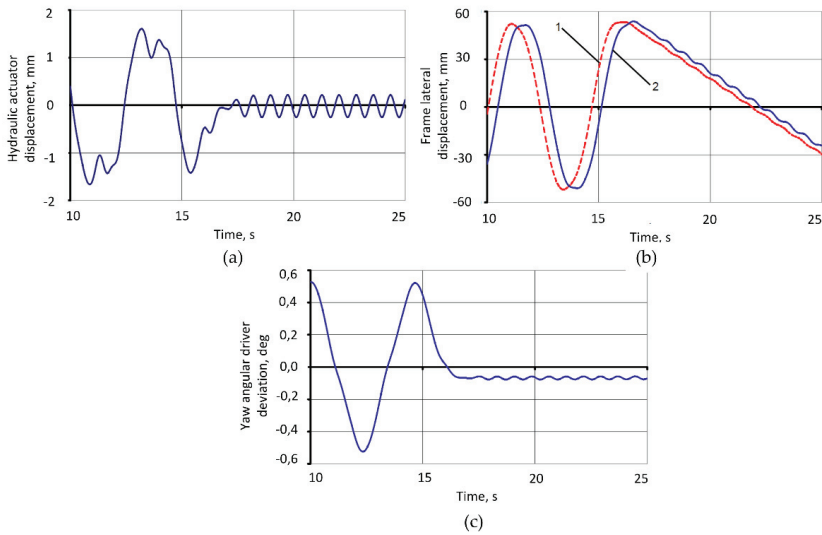 2
1
0
-1
-2
10
15
20
25
Hydraulic actuator
displacement, mm
Time, s
(a)
60
30
0
-30
-60
10
15
20
25
Frame lateral
displacement, mm
1
2
Time, s
(b)
0,6
0,4
0,2
0,0
-0,2
-0,4
-0,6
10
15
20
25
Yaw angular driver
deviation, deg
Time, s
(c)